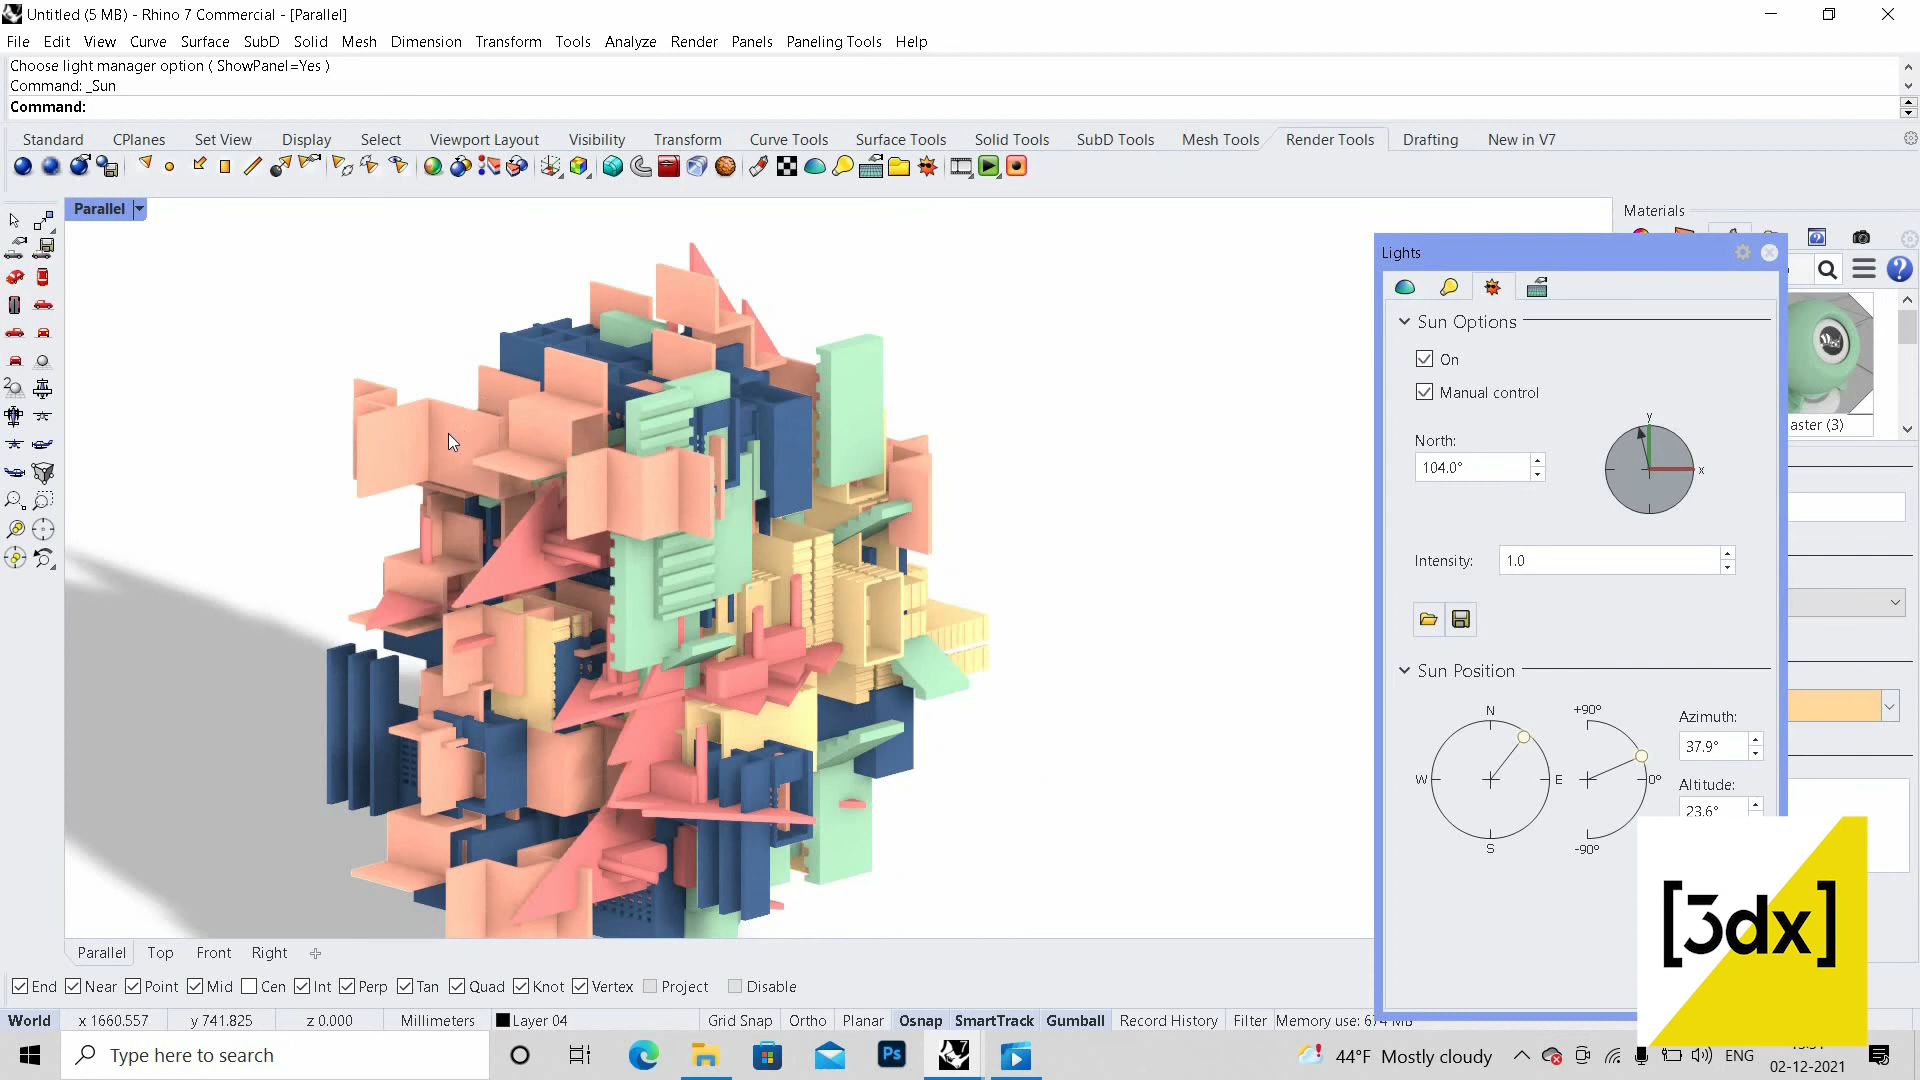 Untitled (5 MB) - Rhino 7 Commercial - [Parallel]
File Edit View Curve Surface SubD Solid Mesh Dimension Transform Tools Analyze Render Panels Paneling Tools Help
Choose light manager option ( ShowPanel=Yes )
Command: _Sun
Command:
Standard CPlanes Set View Display Select Viewport Layout Visibility Transform Curve Tools Surface Tools Solid Tools SubD Tools Mesh Tools Render Tools Drafting New in V7
Parallel
Materials
Lights
Sun Options
On
Manual control
North:
104.0°
y
x
Intensity:
1.0
Sun Position
N
W
E
S
+90°
0°
-90°
Azimuth:
37.9°
Altitude:
23.6°
aster (3)
[3dx]
Parallel Top Front Right
End Near Point Mid Cen Int Perp Tan Quad Knot Vertex Project Disable
World x 1660.557 y 741.825 z 0.000 Millimeters Layer 04 Grid Snap Ortho Planar Osnap SmartTrack Gumball Record History Filter Memory use: 674 MB
Type here to search
Ps
44°F Mostly cloudy
ENG
02-12-2021